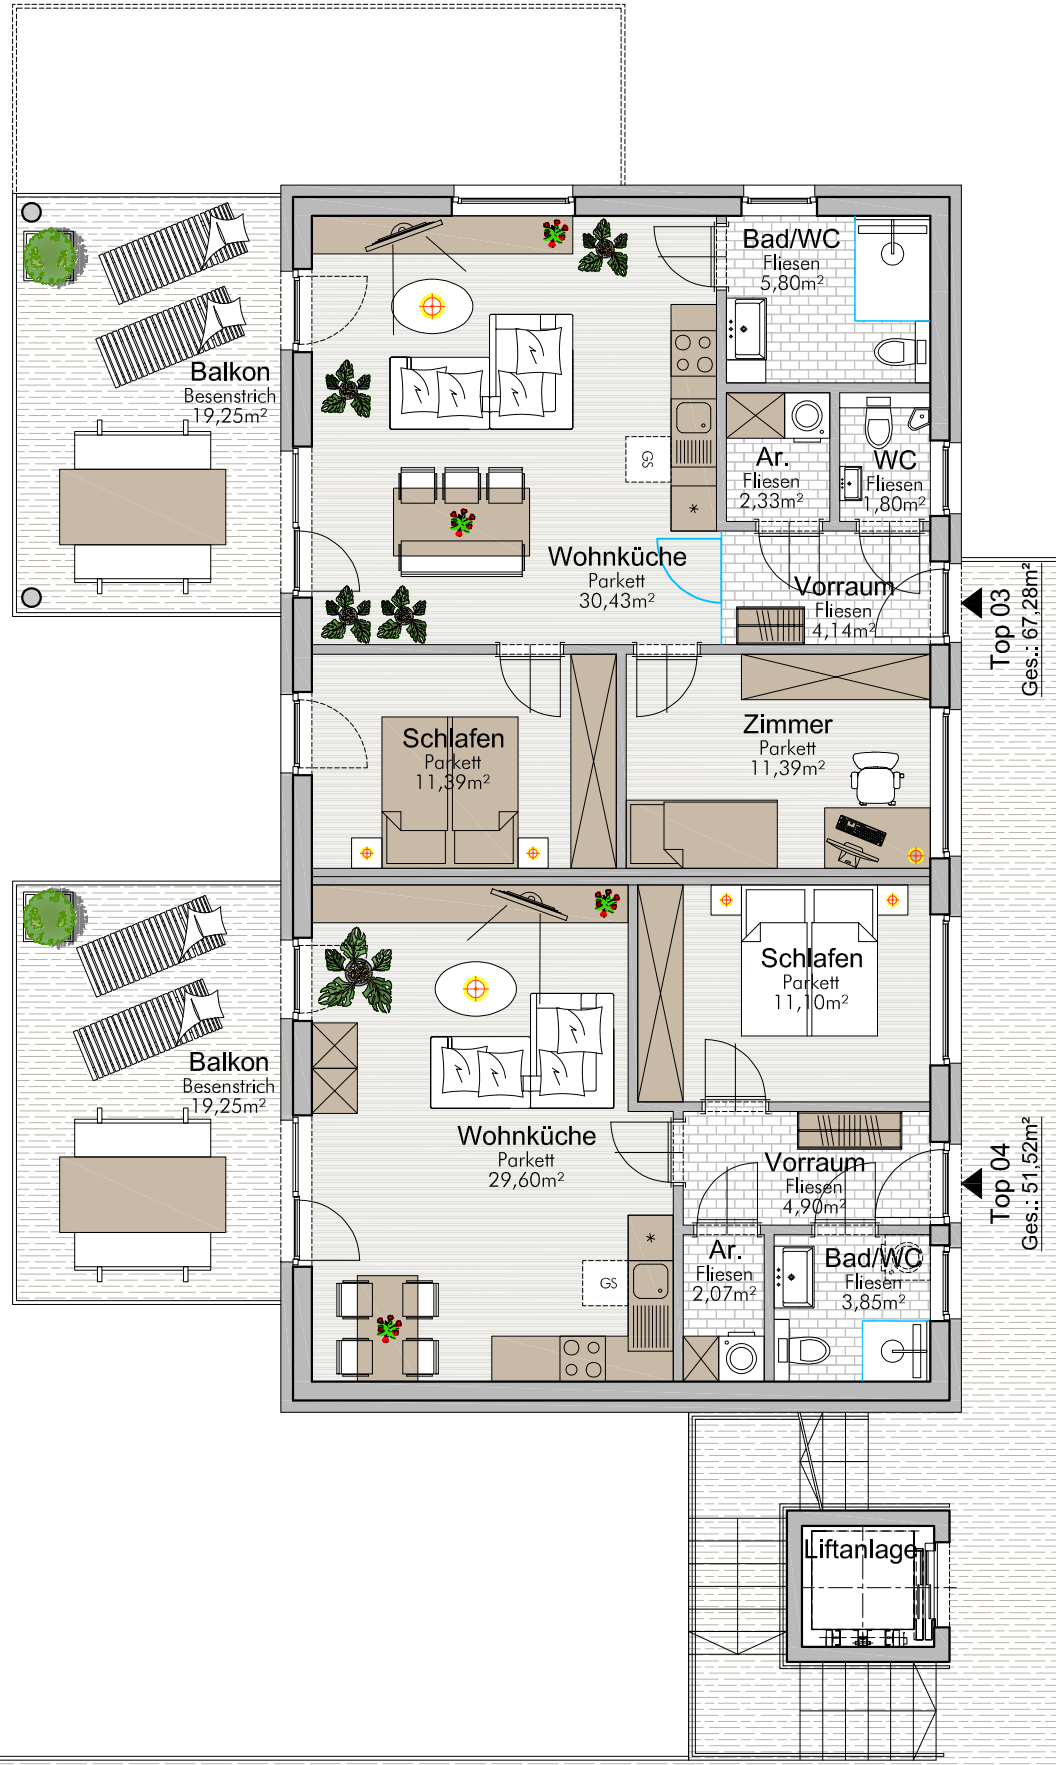 Bad/WC
Fliesen
5,80m²
Balkon
Besenstrich
19,25m²
Ar.
Fliesen
2,33m²
WC
Fliesen
1,80m²
GS
*
Wohnküche
Parkett
30,43m²
Vorraum
Fliesen
4,14m²
Top 03
Ges.: 67,28m²
Schlafen
Parkett
11,39m²
Zimmer
Parkett
11,39m²
Schlafen
Parkett
11,10m²
Balkon
Besenstrich
19,25m²
Wohnküche
Parkett
29,60m²
Vorraum
Fliesen
4,90m²
Top 04
Ges.: 51,52m²
*
GS
Ar.
Fliesen
2,07m²
Bad/WC
Fliesen
3,85m²
Liftanlage